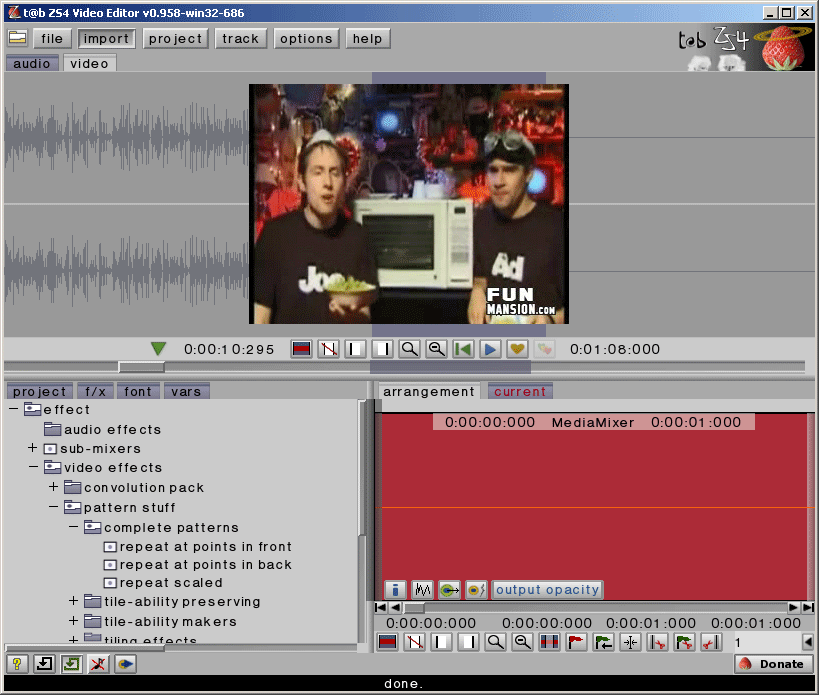 t@b ZS4 Video Editor v0.958-win32-686
file import project track options help
t@b ZS4
audio video
Joe
Ad
FUN
MANSION.COM
0:00:10:295 0:01:08:000
project f/x font vars
arrangement current
effect
audio effects
sub-mixers
video effects
convolution pack
pattern stuff
complete patterns
repeat at points in front
repeat at points in back
repeat scaled
tile-ability preserving
tile-ability makers
tiling effects
0:00:00:000 MediaMixer 0:00:01:000
output opacity
0:00:00:000 0:00:00:000 0:00:01:000 0:00:01:000
1
Donate
done.